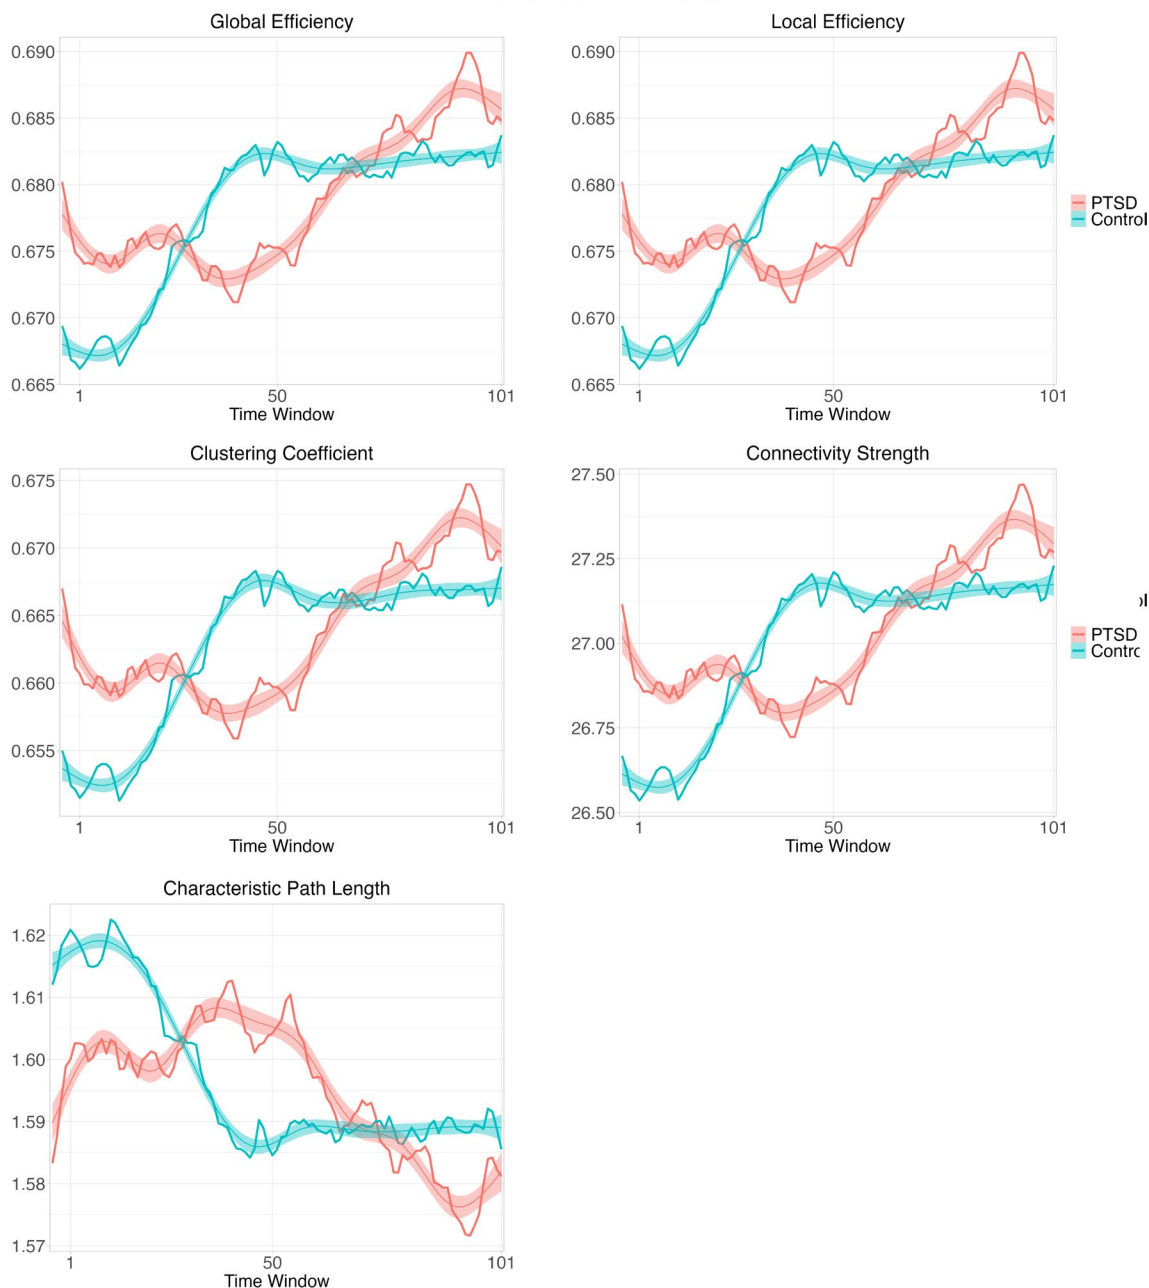 Global Efficiency
0.690
0.685
0.680
0.675
0.670
0.665
1 50 101
Time Window
Local Efficiency
0.690
0.685
0.680
0.675
0.670
0.665
1 50 101
Time Window
PTSD
Control
Clustering Coefficient
0.675
0.670
0.665
0.660
0.655
1 50 101
Time Window
Connectivity Strength
27.50
27.25
27.00
26.75
26.50
1 50 101
Time Window
ol
PTSD
Contrc
Characteristic Path Length
1.62
1.61
1.60
1.59
1.58
1.57
1 50 101
Time Window